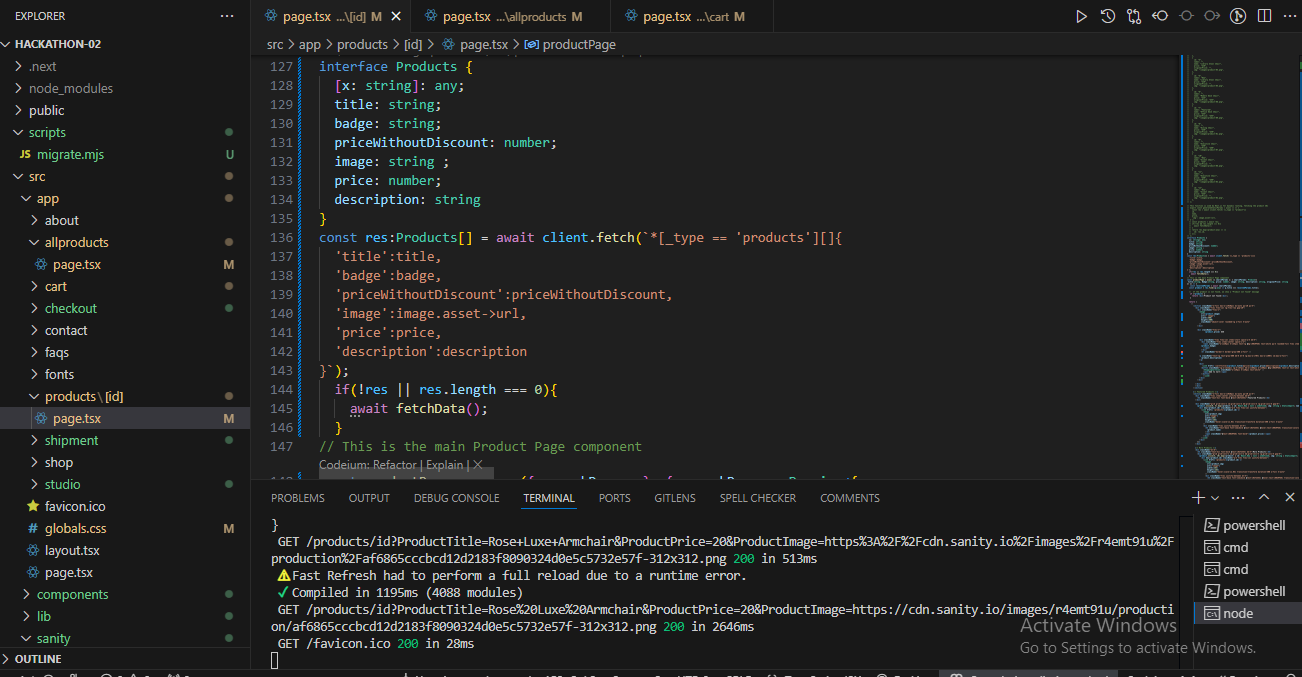 EXPLORER ···
page.tsx ...\[id] M ×
page.tsx ...\allproducts M
page.tsx ...\cart M
HACKATHON-02
src > app > products > [id] > page.tsx > productPage
.next
node_modules
public
scripts
JS migrate.mjs U
src
app
about
allproducts
page.tsx M
cart
checkout
contact
faqs
fonts
products\[id]
page.tsx M
shipment
shop
studio
favicon.ico
# globals.css M
layout.tsx
page.tsx
components
lib
sanity
OUTLINE
127 interface Products {
128 [x: string]: any;
129 title: string;
130 badge: string;
131 priceWithoutDiscount: number;
132 image: string ;
133 price: number;
134 description: string
135 }
136 const res:Products[] = await client.fetch(`*[_type == 'products'][]{
137 'title':title,
138 'badge':badge,
139 'priceWithoutDiscount':priceWithoutDiscount,
140 'image':image.asset->url,
141 'price':price,
142 'description':description
143 }`);
144 if(!res || res.length === 0){
145 await fetchData();
146 }
147 // This is the main Product Page component
Codeium: Refactor | Explain | ×
PROBLEMS OUTPUT DEBUG CONSOLE TERMINAL PORTS GITLENS SPELL CHECKER COMMENTS
}
GET /products/id?ProductTitle=Rose+Luxe+Armchair&ProductPrice=20&ProductImage=https%3A%2F%2Fcdn.sanity.io%2Fimages%2Fr4emt91u%2F
production%2Faf6865cccbcd12d2183f8090324d0e5c5732e57f-312x312.png 200 in 513ms
⚠Fast Refresh had to perform a full reload due to a runtime error.
✓Compiled in 1195ms (4088 modules)
GET /products/id?ProductTitle=Rose%20Luxe%20Armchair&ProductPrice=20&ProductImage=https://cdn.sanity.io/images/r4emt91u/producti
on/af6865cccbcd12d2183f8090324d0e5c5732e57f-312x312.png 200 in 2646ms
GET /favicon.ico 200 in 28ms
powershell
cmd
cmd
powershell
node
Activate Windows
Go to Settings to activate Windows.